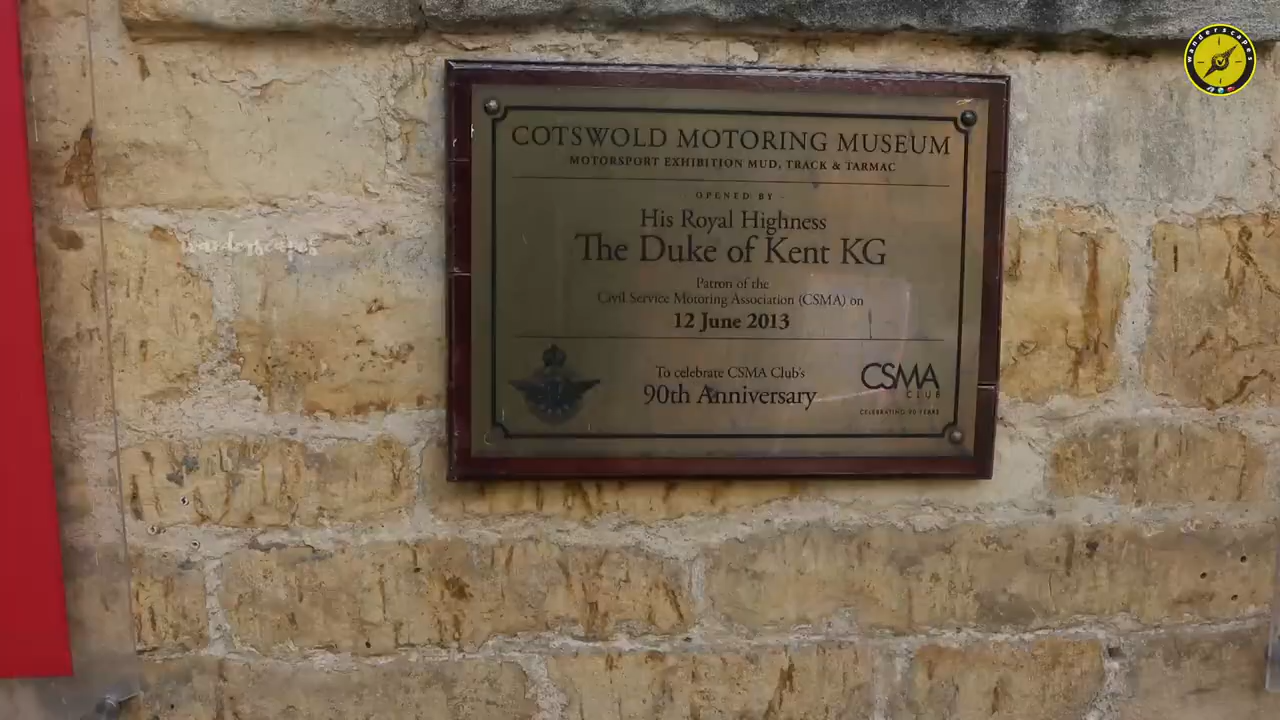 wanderscapes
COTSWOLD MOTORING MUSEUM
MOTORSPORT EXHIBITION MUD, TRACK & TARMAC
OPENED BY
His Royal Highness
The Duke of Kent KG
Patron of the
Civil Service Motoring Association (CSMA) on
12 June 2013
To celebrate CSMA Club's
90th Anniversary
CSMA
CLUB
CELEBRATING 90 YEARS
wanderscapes